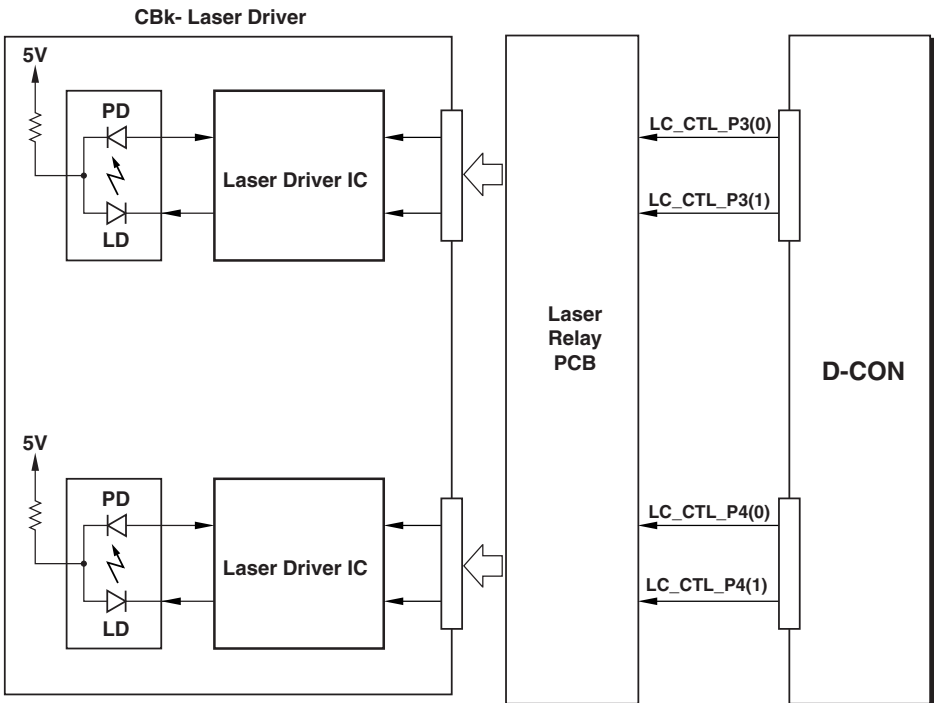 CBk- Laser Driver
5V
PD
LD
Laser Driver IC
LC_CTL_P3(0)
LC_CTL_P3(1)
Laser
Relay
PCB
D-CON
5V
PD
LD
Laser Driver IC
LC_CTL_P4(0)
LC_CTL_P4(1)